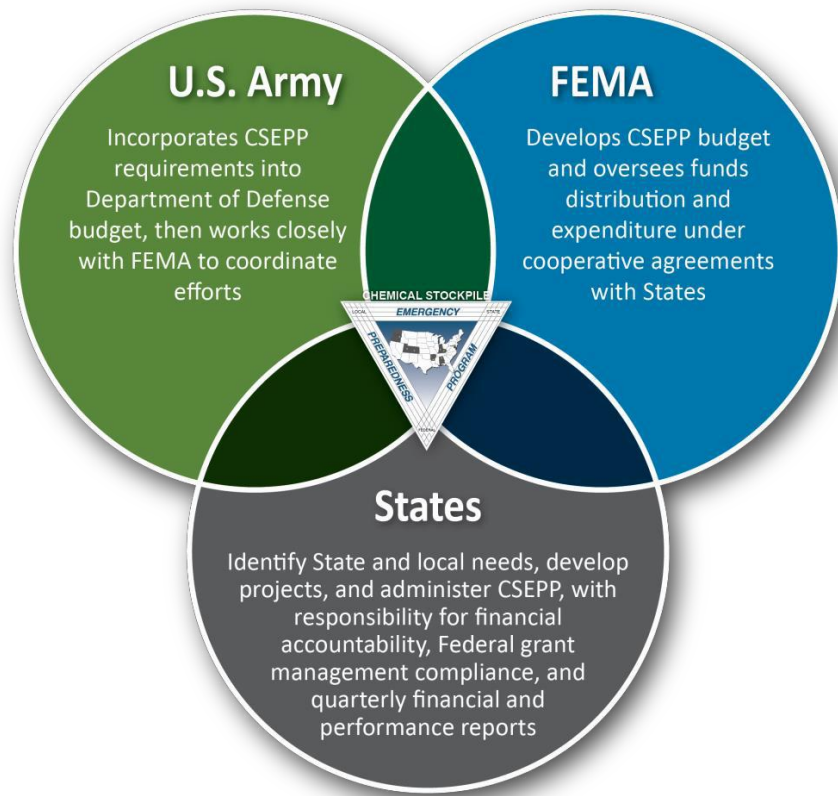 U.S. Army
Incorporates CSEPP
requirements into
Department of Defense
budget, then works closely
with FEMA to coordinate
efforts
FEMA
Develops CSEPP budget
and oversees funds
distribution and
expenditure under
cooperative agreements
with States
CHEMICAL STOCKPILE
LOCAL
EMERGENCY
STATE
PREPAREDNESS
PROGRAM
FEDERAL
States
Identify State and local needs, develop
projects, and administer CSEPP, with
responsibility for financial
accountability, Federal grant
management compliance, and
quarterly financial and
performance reports